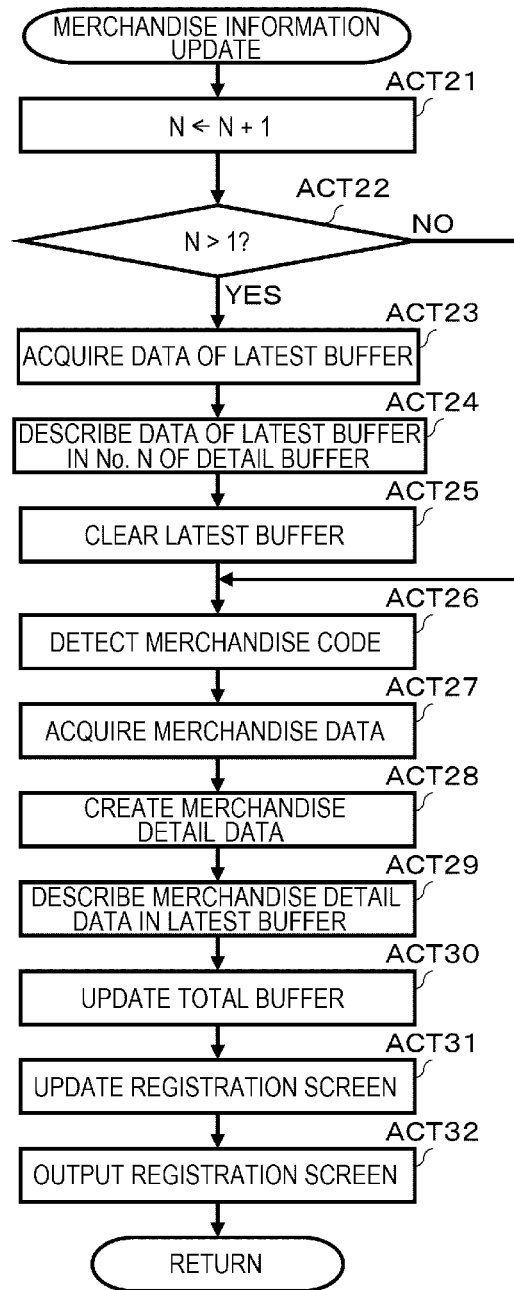 MERCHANDISE INFORMATION
UPDATE
ACT21
N ← N + 1
ACT22
N > 1?
NO
YES
ACT23
ACQUIRE DATA OF LATEST BUFFER
ACT24
DESCRIBE DATA OF LATEST BUFFER
IN No. N OF DETAIL BUFFER
ACT25
CLEAR LATEST BUFFER
ACT26
DETECT MERCHANDISE CODE
ACT27
ACQUIRE MERCHANDISE DATA
ACT28
CREATE MERCHANDISE
DETAIL DATA
ACT29
DESCRIBE MERCHANDISE DETAIL
DATA IN LATEST BUFFER
ACT30
UPDATE TOTAL BUFFER
ACT31
UPDATE REGISTRATION SCREEN
ACT32
OUTPUT REGISTRATION SCREEN
RETURN